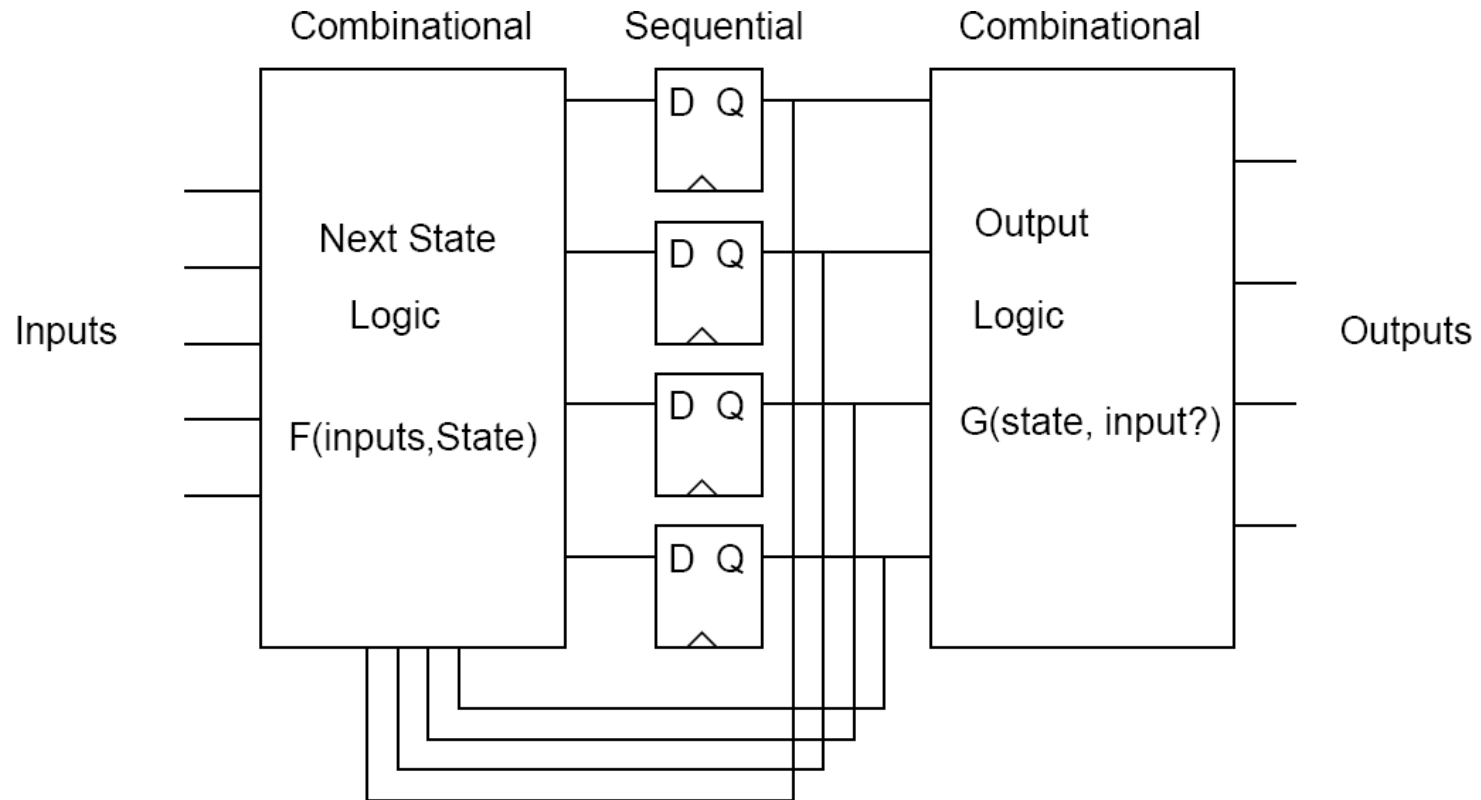 Combinational
Sequential
Combinational
D Q
Next State
Logic
F(inputs,State)
Inputs
D Q
D Q
D Q
Output
Logic
G(state, input?)
Outputs